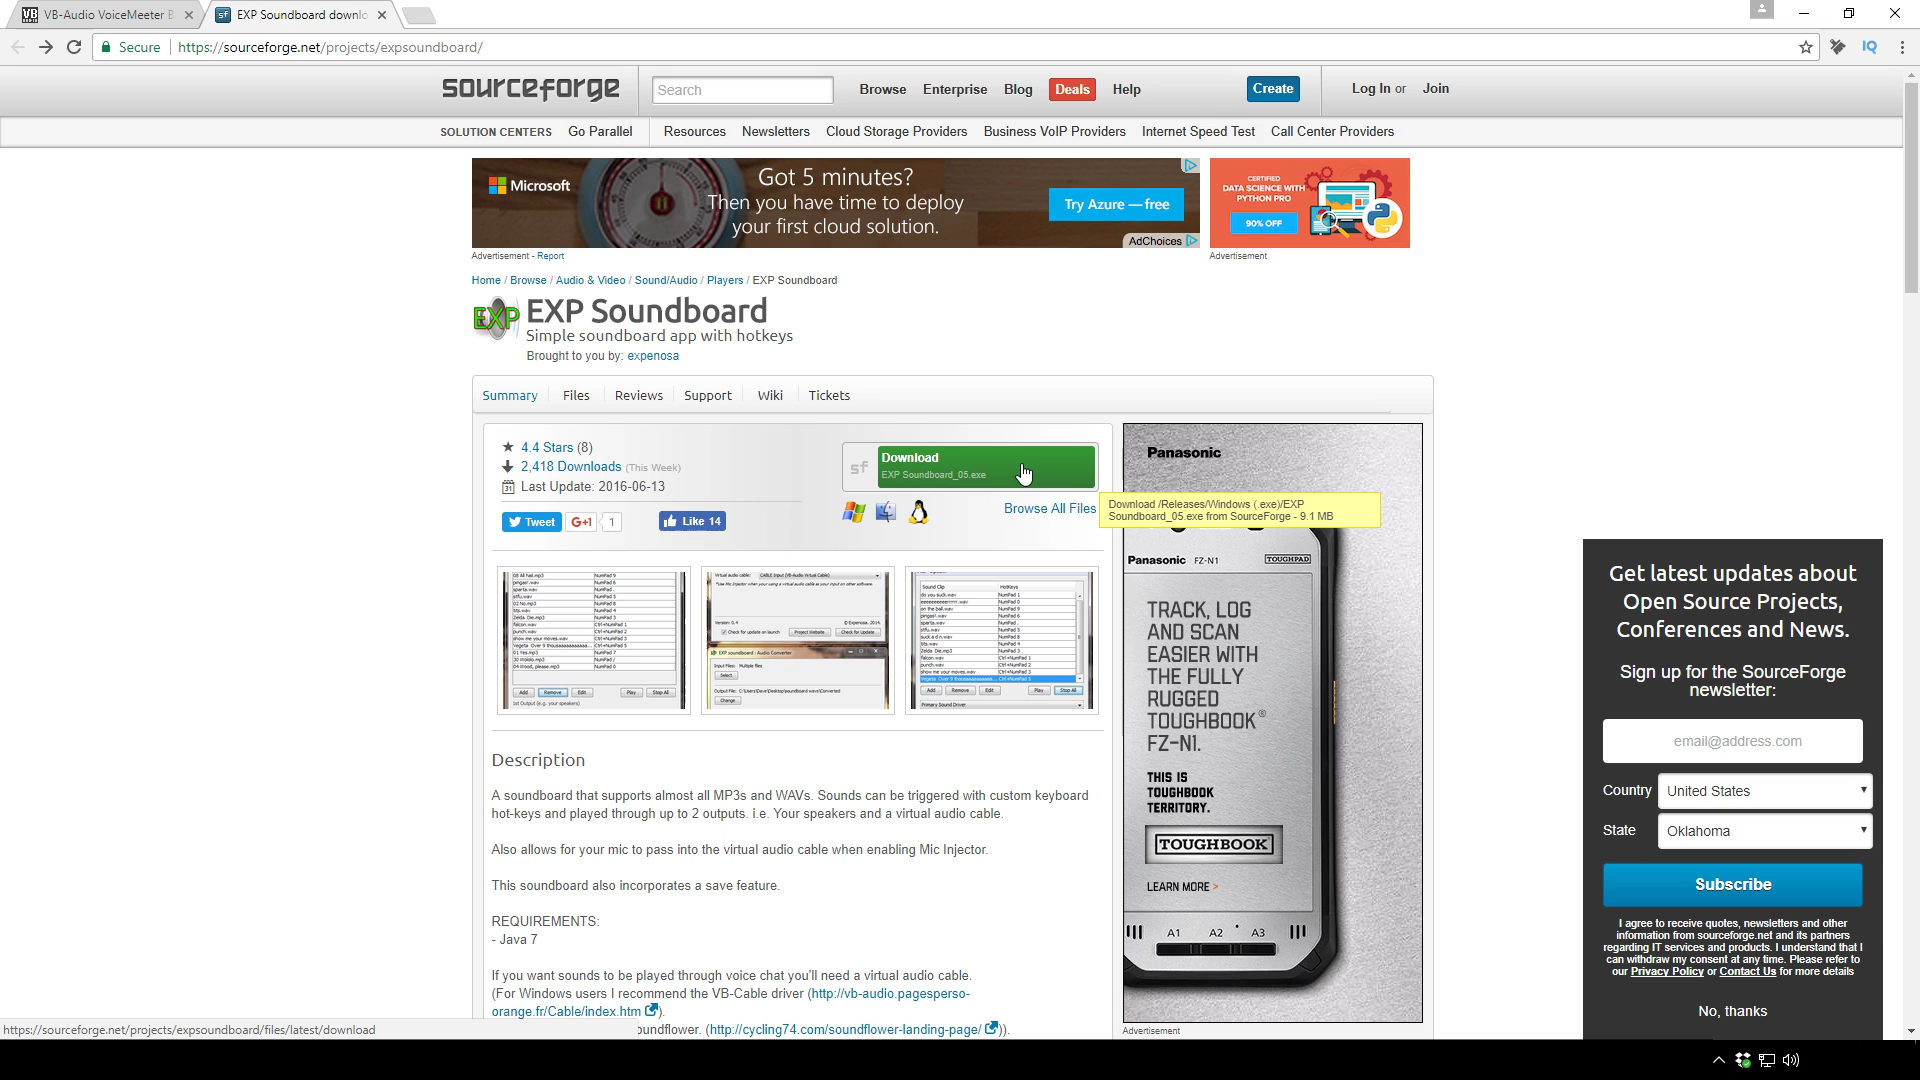 VB-Audio VoiceMeeter B
EXP Soundboard downlo
Secure
https://sourceforge.net/projects/expsoundboard/
IQ
sourceforge
Search
Browse
Enterprise
Blog
Deals
Help
Create
Log In or
Join
SOLUTION CENTERS
Go Parallel
Resources
Newsletters
Cloud Storage Providers
Business VoIP Providers
Internet Speed Test
Call Center Providers
Microsoft
Got 5 minutes?
Then you have time to deploy
your first cloud solution.
Try Azure — free
AdChoices
CERTIFIED
DATA SCIENCE WITH
PYTHON PRO
90% OFF
Advertisement - Report
Advertisement
Home / Browse / Audio & Video / Sound/Audio / Players / EXP Soundboard
EXP
EXP Soundboard
Simple soundboard app with hotkeys
Brought to you by: expenosa
Summary
Files
Reviews
Support
Wiki
Tickets
4.4 Stars (8)
2,418 Downloads (This Week)
Last Update: 2016-06-13
Tweet
G+1
1
Like 14
sf
Download
EXP Soundboard_05.exe
Browse All Files
Download /Releases/Windows (.exe)/EXP
Soundboard_05.exe from SourceForge - 9.1 MB
Description
A soundboard that supports almost all MP3s and WAVs. Sounds can be triggered with custom keyboard
hot-keys and played through up to 2 outputs. i.e. Your speakers and a virtual audio cable.
Also allows for your mic to pass into the virtual audio cable when enabling Mic Injector.
This soundboard also incorporates a save feature.
REQUIREMENTS:
- Java 7
If you want sounds to be played through voice chat you'll need a virtual audio cable.
(For Windows users I recommend the VB-Cable driver (http://vb-audio.pagesperso-
orange.fr/Cable/index.htm ).
oundflower. (http://cycling74.com/soundflower-landing-page/ )).
https://sourceforge.net/projects/expsoundboard/files/latest/download
Panasonic
Panasonic FZ-N1
TOUGHPAD
TRACK, LOG
AND SCAN
EASIER WITH
THE FULLY
RUGGED
TOUGHBOOK®
FZ-N1.
THIS IS
TOUGHBOOK
TERRITORY.
TOUGHBOOK
LEARN MORE >
A1
A2
A3
Advertisement
Get latest updates about
Open Source Projects,
Conferences and News.
Sign up for the SourceForge
newsletter:
email@address.com
Country
United States
State
Oklahoma
Subscribe
I agree to receive quotes, newsletters and other
information from sourceforge.net and its partners
regarding IT services and products. I understand that I
can withdraw my consent at any time. Please refer to
our Privacy Policy or Contact Us for more details
No, thanks